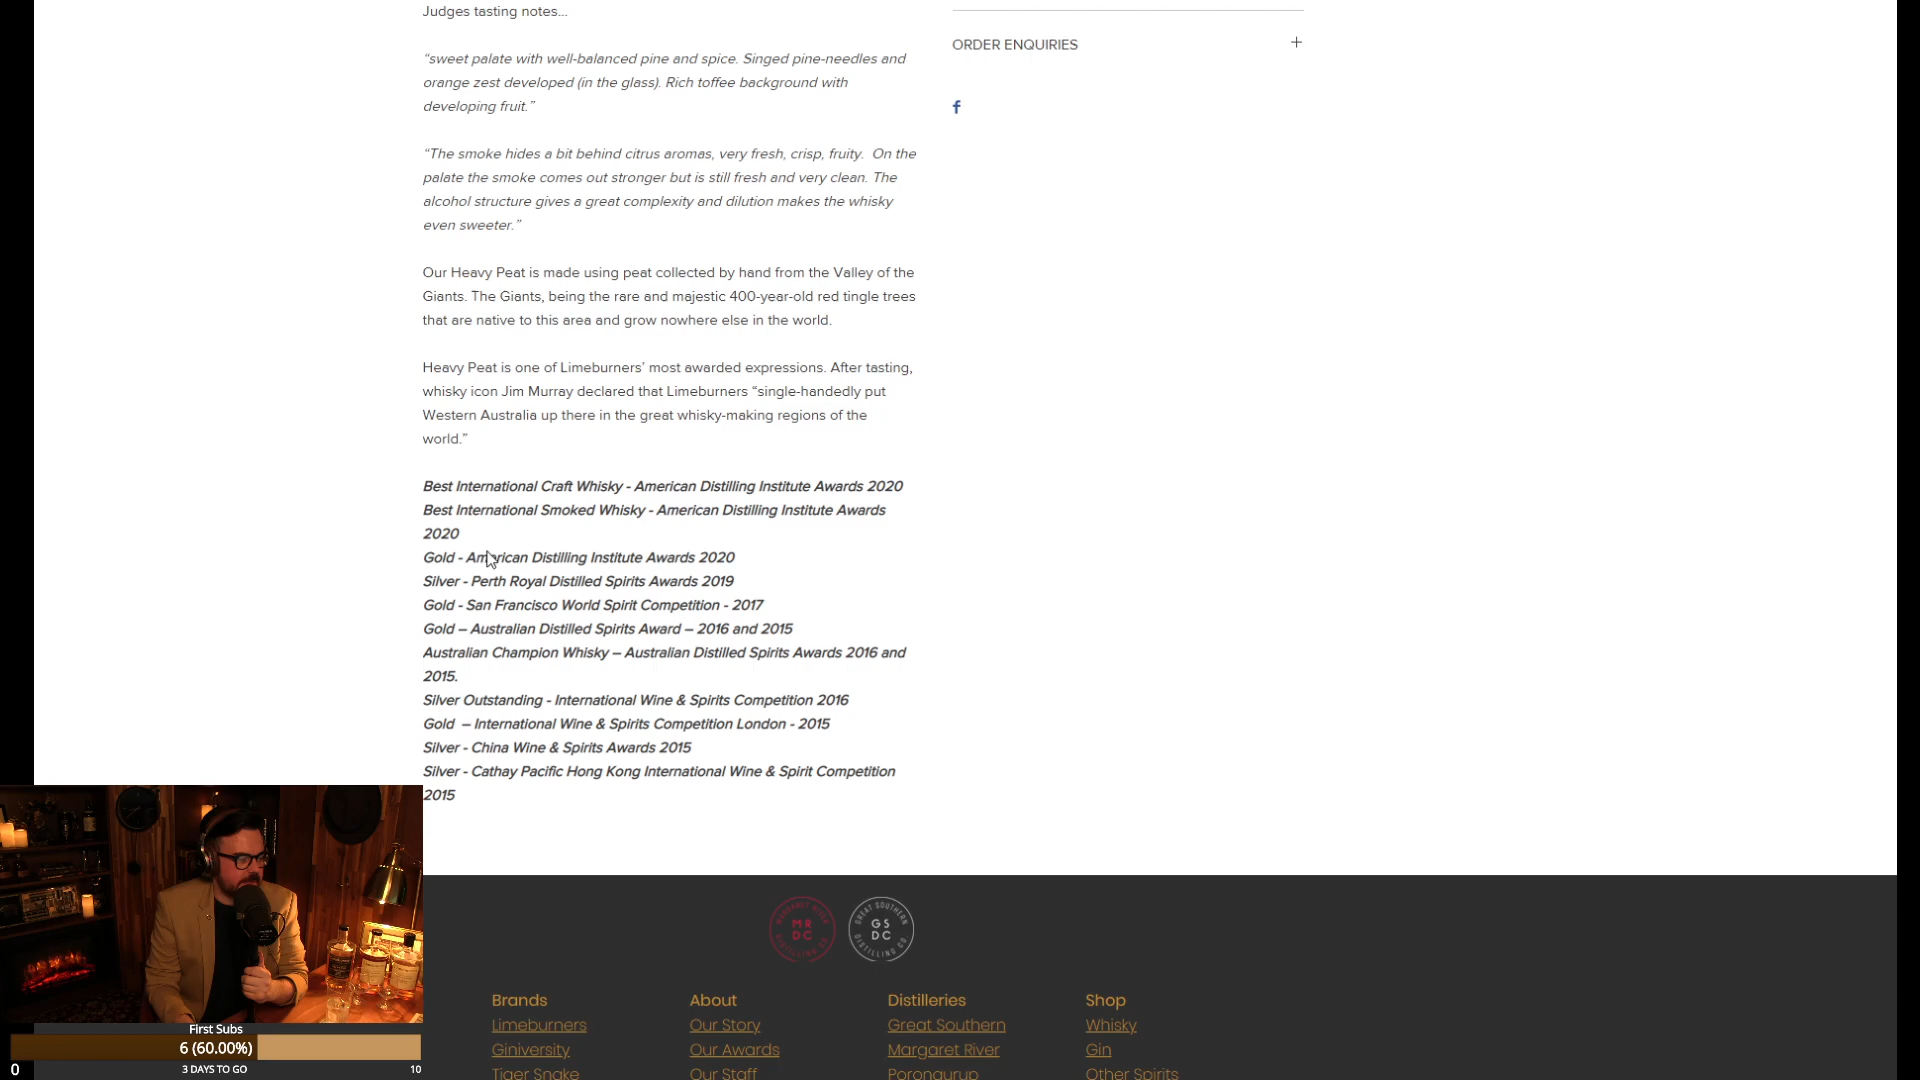 Judges tasting notes…
“sweet palate with well-balanced pine and spice. Singed pine-needles and
orange zest developed (in the glass). Rich toffee background with
developing fruit.”
“The smoke hides a bit behind citrus aromas, very fresh, crisp, fruity.  On the
palate the smoke comes out stronger but is still fresh and very clean. The
alcohol structure gives a great complexity and dilution makes the whisky
even sweeter.”
Our Heavy Peat is made using peat collected by hand from the Valley of the
Giants. The Giants, being the rare and majestic 400-year-old red tingle trees
that are native to this area and grow nowhere else in the world.
Heavy Peat is one of Limeburners’ most awarded expressions. After tasting,
whisky icon Jim Murray declared that Limeburners “single-handedly put
Western Australia up there in the great whisky-making regions of the
world.”
Best International Craft Whisky - American Distilling Institute Awards 2020
Best International Smoked Whisky - American Distilling Institute Awards
2020
Gold - American Distilling Institute Awards 2020
Silver - Perth Royal Distilled Spirits Awards 2019
Gold - San Francisco World Spirit Competition - 2017
Gold – Australian Distilled Spirits Award – 2016 and 2015
Australian Champion Whisky – Australian Distilled Spirits Awards 2016 and
2015.
Silver Outstanding - International Wine & Spirits Competition 2016
Gold  – International Wine & Spirits Competition London - 2015
Silver - China Wine & Spirits Awards 2015
Silver - Cathay Pacific Hong Kong International Wine & Spirit Competition
2015
ORDER ENQUIRIES
+
f
MARGARET RIVER
MR
DC
DISTILLING CO.
GREAT SOUTHERN
GS
DC
DISTILLING CO.
Brands
Limeburners
Giniversity
Tiger Snake
About
Our Story
Our Awards
Our Staff
Distilleries
Great Southern
Margaret River
Porongurup
Shop
Whisky
Gin
Other Spirits
First Subs
6 (60.00%)
0
3 DAYS TO GO
10